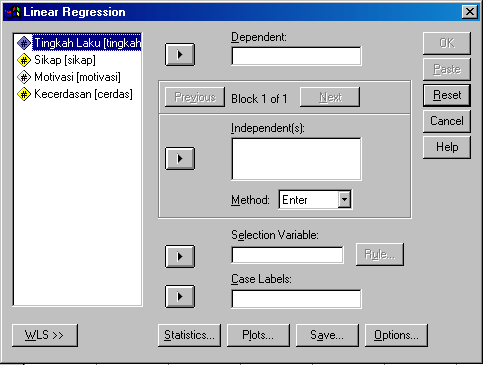 Linear Regression
Tingkah Laku [tingkah
Sikap [sikap]
Motivasi [motivasi]
Kecerdasan [cerdas]
Dependent:
Previous
Block 1 of 1
Next
Independent(s):
Method:
Enter
Selection Variable:
Rule...
Case Labels:
OK
Paste
Reset
Cancel
Help
WLS >>
Statistics...
Plots...
Save...
Options...